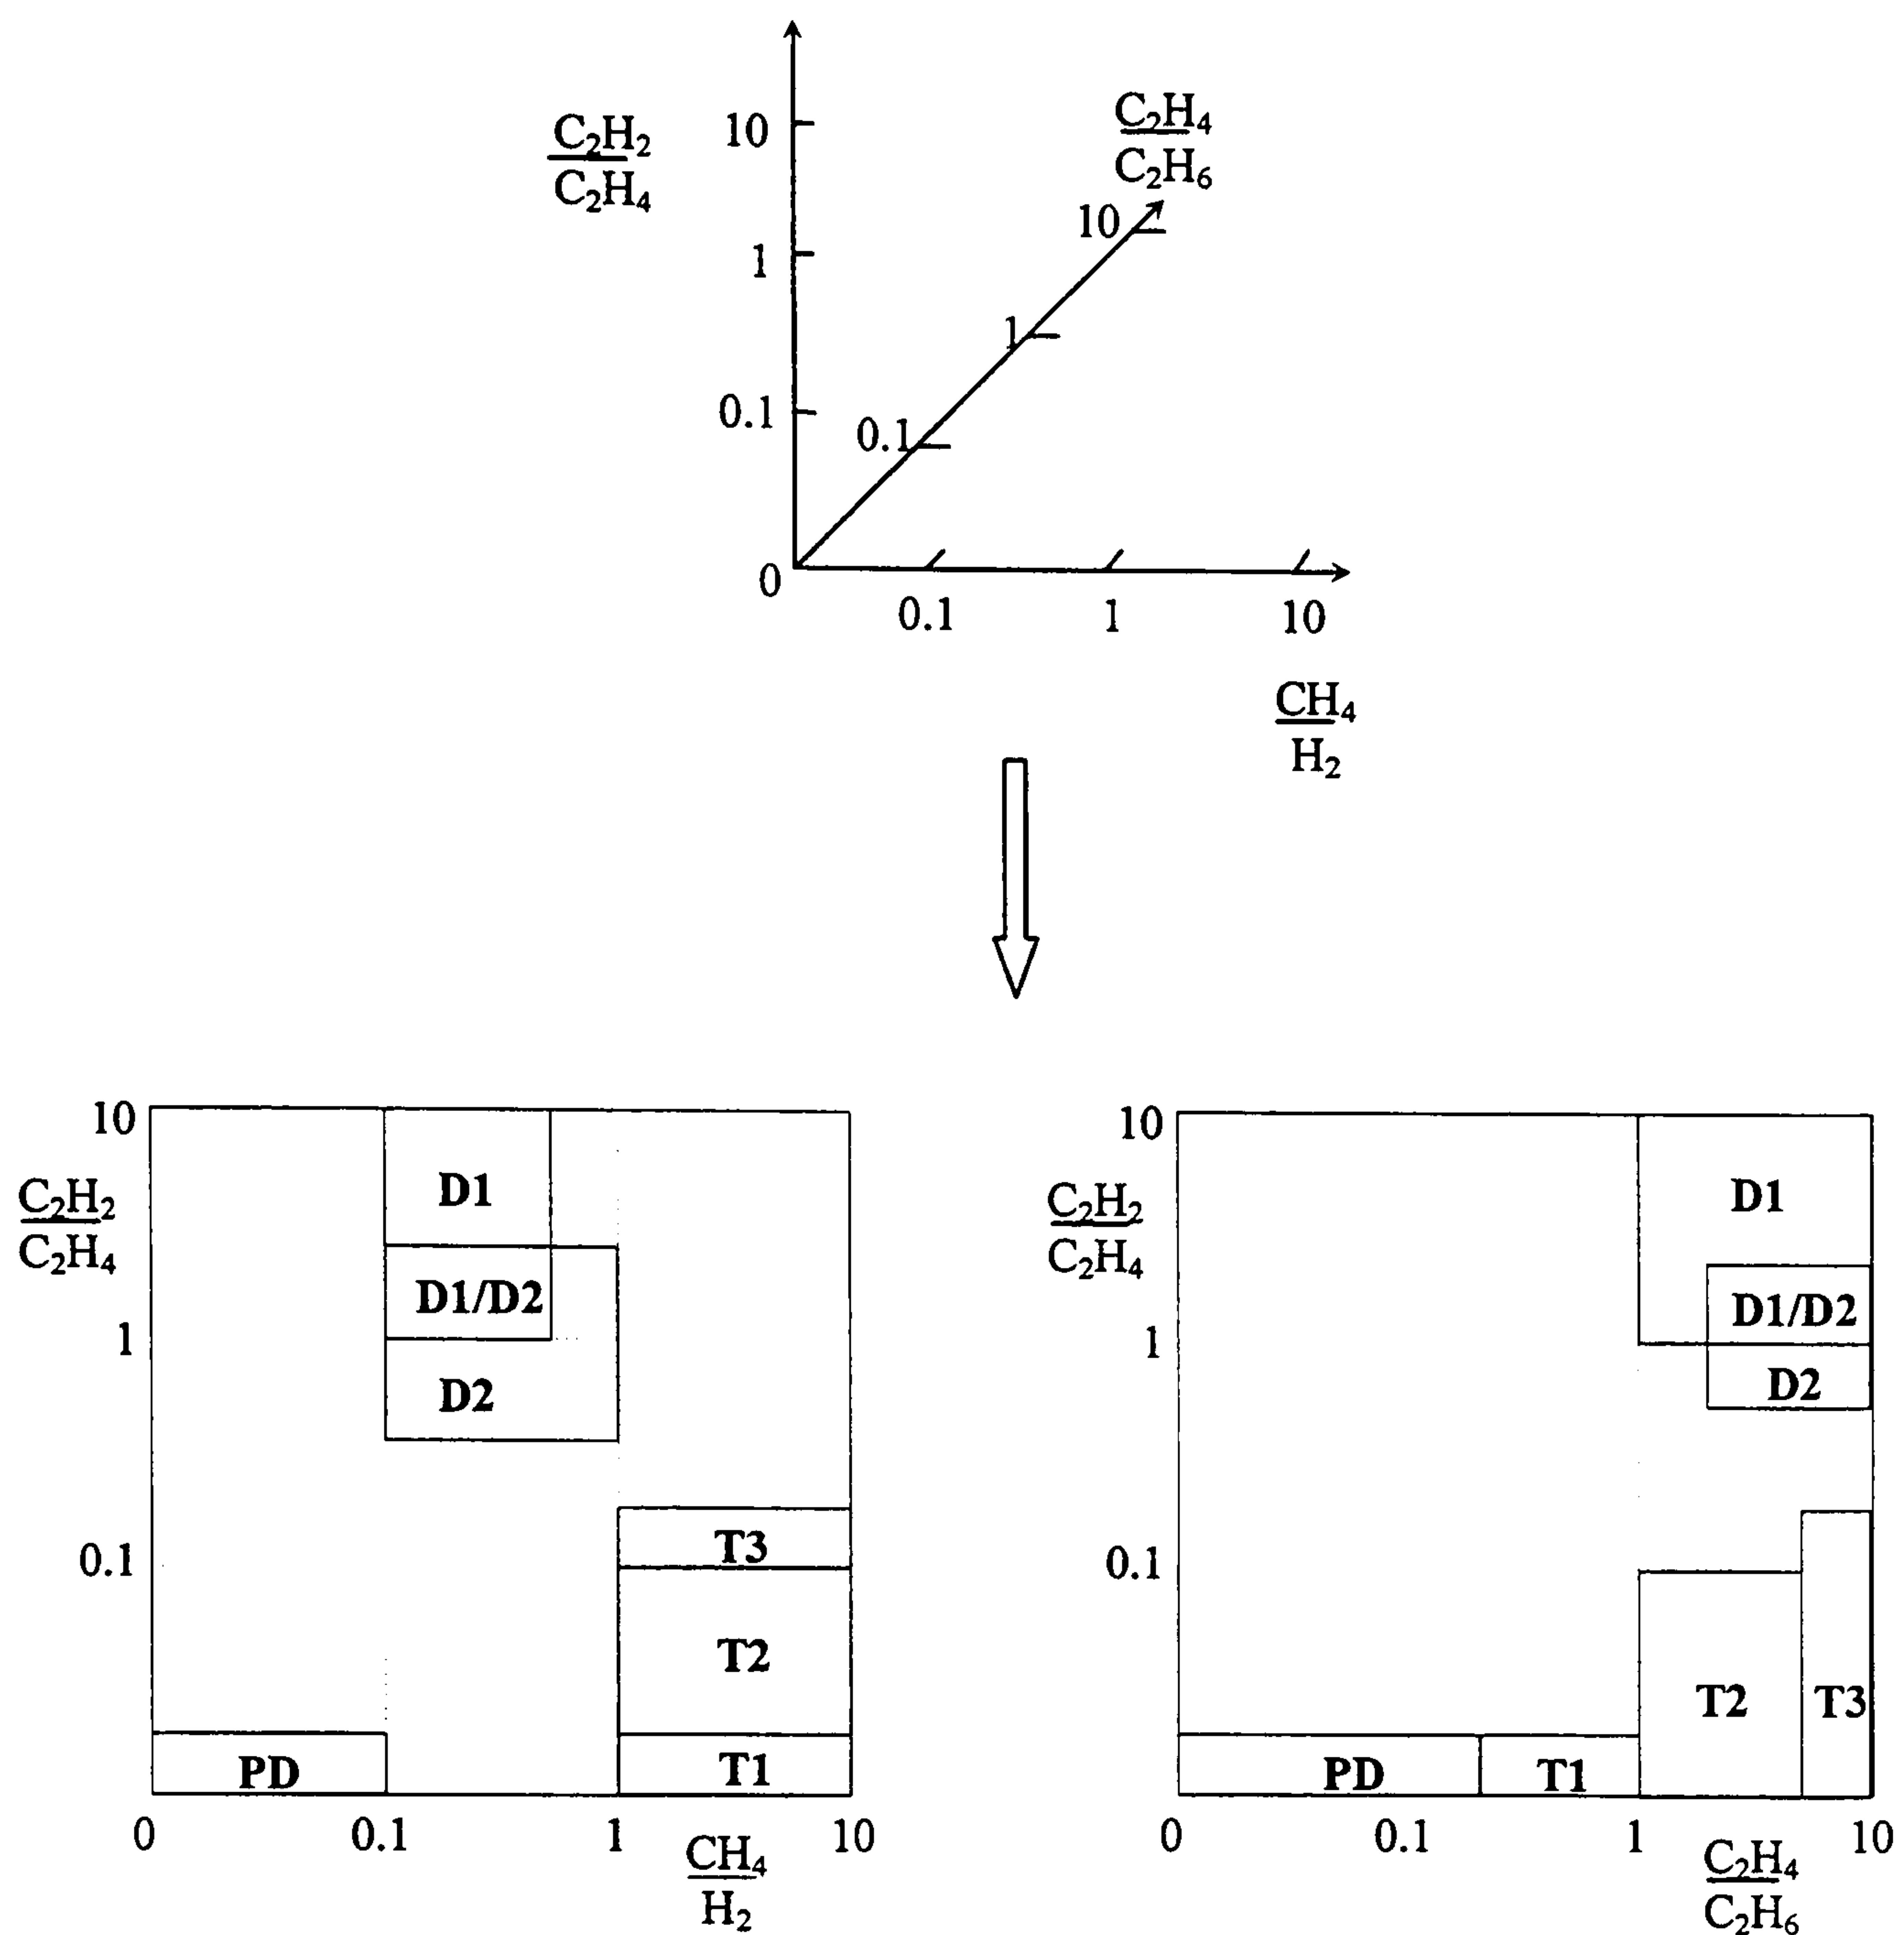 10
C₂H₂
C₂H₄
C₂H₄
C₂H₆
10
1
1
0.1
0.1
0
0.1 1 10
CH₄
H₂
10
C₂H₂
C₂H₄
1
0.1
D1
D1/D2
D2
T3
T2
T1
PD
0 0.1 1 10
CH₄
H₂
10
C₂H₂
C₂H₄
1
0.1
D1
D1/D2
D2
T2 T3
PD T1
0 0.1 1 10
C₂H₄
C₂H₆